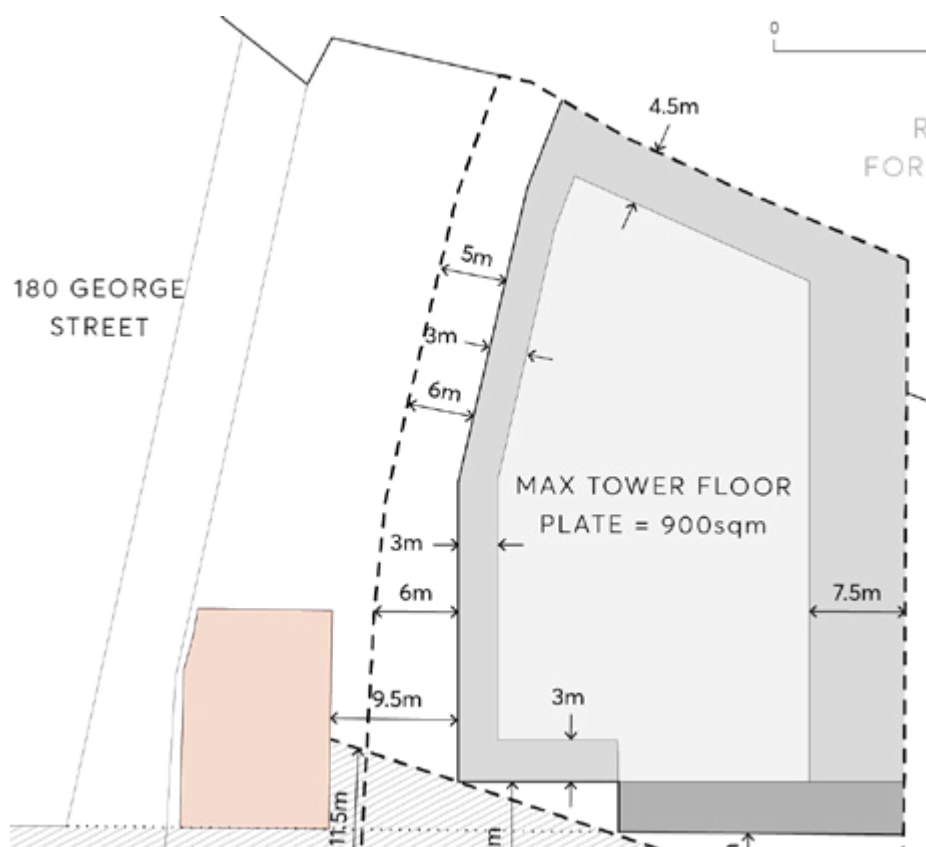 0
4.5m
R
FOR
5m
180 GEORGE
STREET
3m
6m
MAX TOWER FLOOR
PLATE = 900sqm
3m
6m
7.5m
9.5m
3m
11.5m
m